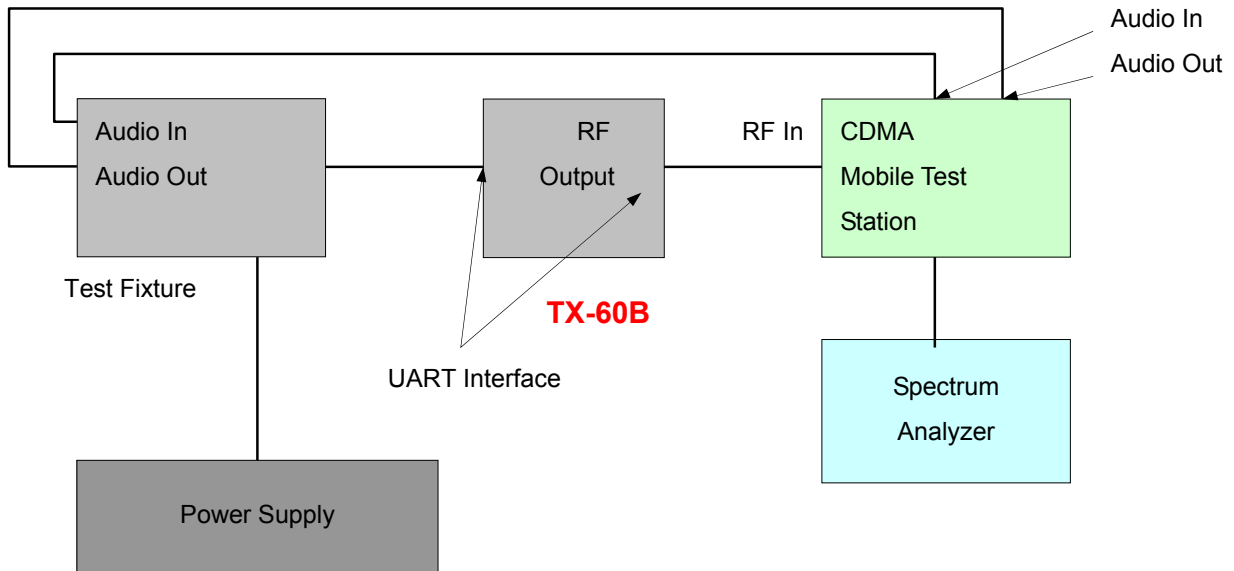 Audio In
Audio Out
Audio In
Audio Out
RF
Output
RF In
CDMA
Mobile Test
Station
Test Fixture
TX-60B
UART Interface
Spectrum
Analyzer
Power Supply